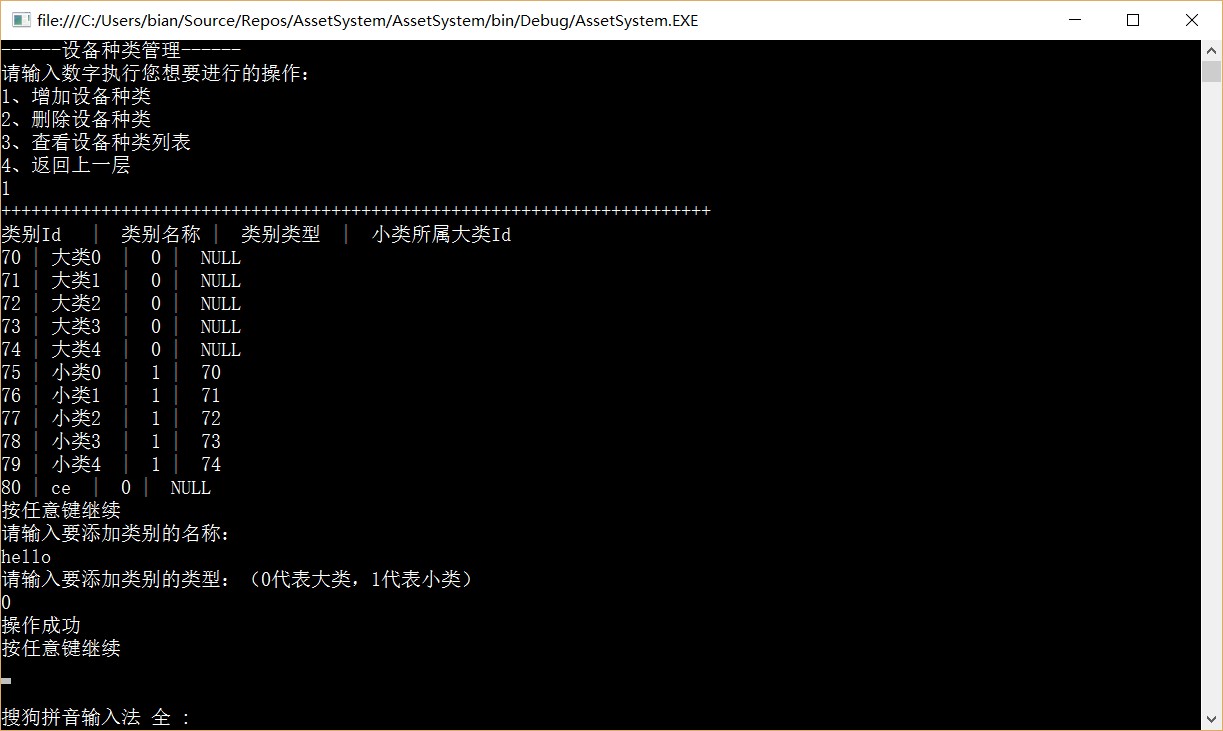 file:///C:/Users/bian/Source/Repos/AssetSystem/AssetSystem/bin/Debug/AssetSystem.EXE
------设备种类管理------
请输入数字执行您想要进行的操作：
1、增加设备种类
2、删除设备种类
3、查看设备种类列表
4、返回上一层
1
+++++++++++++++++++++++++++++++++++++++++++++++++++++++++++++++++++++++
类别Id   |  类别名称 |  类别类型  |  小类所属大类Id
70 | 大类0  |  0 |  NULL
71 | 大类1  |  0 |  NULL
72 | 大类2  |  0 |  NULL
73 | 大类3  |  0 |  NULL
74 | 大类4  |  0 |  NULL
75 | 小类0  |  1 |  70
76 | 小类1  |  1 |  71
77 | 小类2  |  1 |  72
78 | 小类3  |  1 |  73
79 | 小类4  |  1 |  74
80 | ce  |  0 |  NULL
按任意键继续
请输入要添加类别的名称：
hello
请输入要添加类别的类型：（0代表大类，1代表小类）
0
操作成功
按任意键继续
搜狗拼音输入法 全 ：